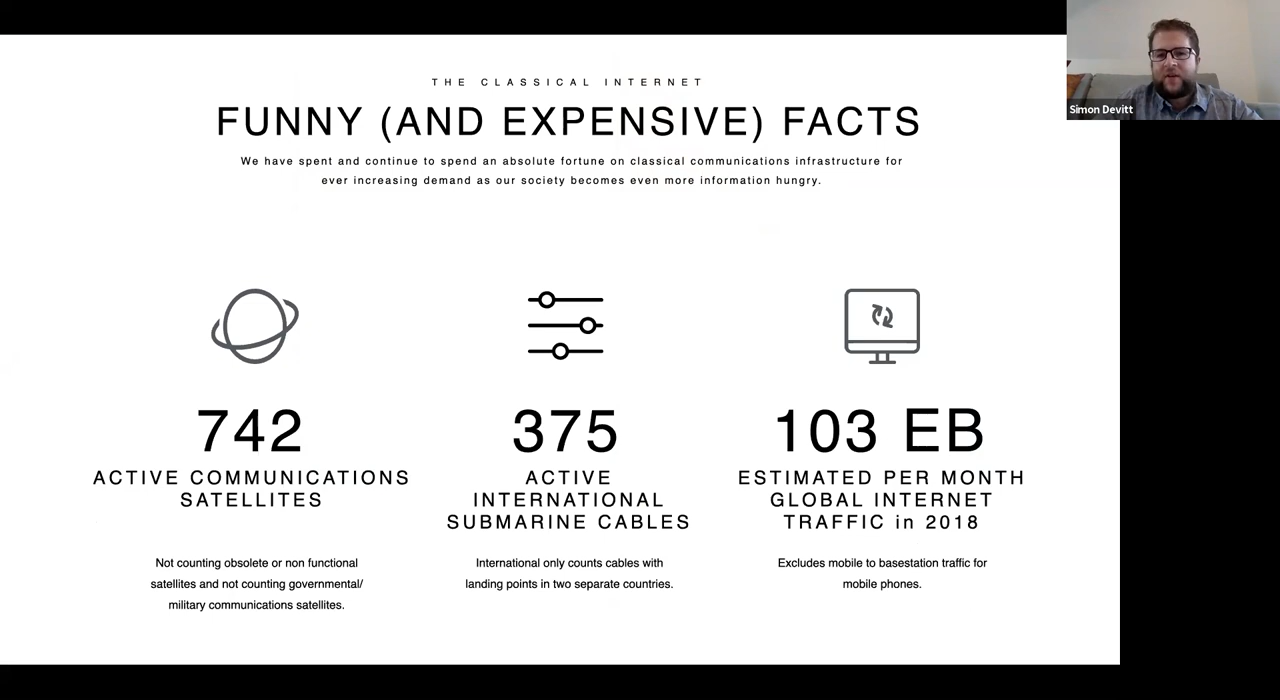 THE CLASSICAL INTERNET
FUNNY (AND EXPENSIVE) FACTS
We have spent and continue to spend an absolute fortune on classical communications infrastructure for
ever increasing demand as our society becomes even more information hungry.
Simon Devitt
742
ACTIVE COMMUNICATIONS
SATELLITES
Not counting obsolete or non functional
satellites and not counting governmental/
military communications satellites.
375
ACTIVE
INTERNATIONAL
SUBMARINE CABLES
International only counts cables with
landing points in two separate countries.
103 EB
ESTIMATED PER MONTH
GLOBAL INTERNET
TRAFFIC in 2018
Excludes mobile to basestation traffic for
mobile phones.